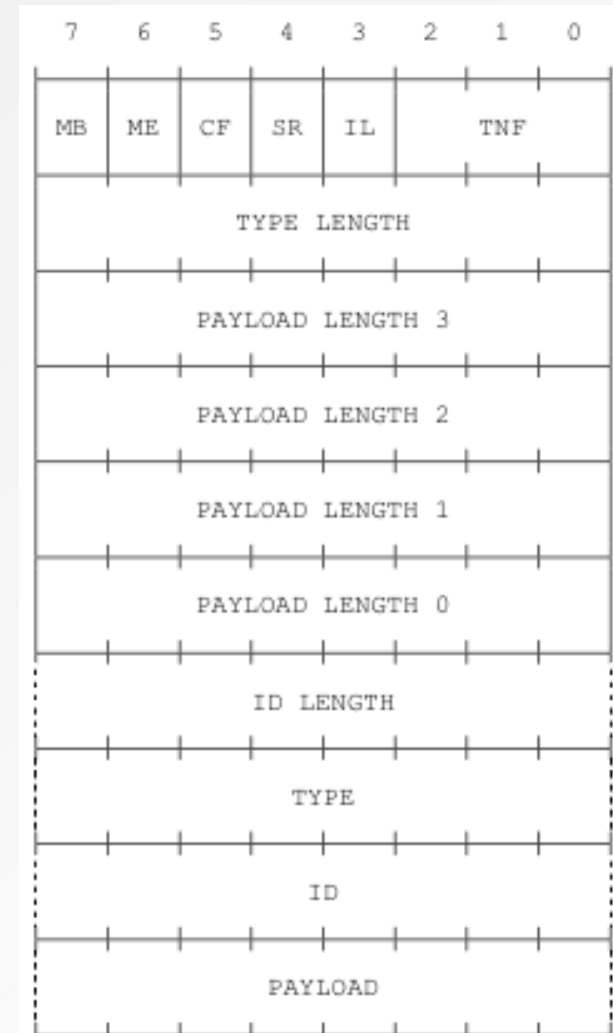 7 6 5 4 3 2 1 0
MB ME CF SR IL TNF
TYPE LENGTH
PAYLOAD LENGTH 3
PAYLOAD LENGTH 2
PAYLOAD LENGTH 1
PAYLOAD LENGTH 0
ID LENGTH
TYPE
ID
PAYLOAD